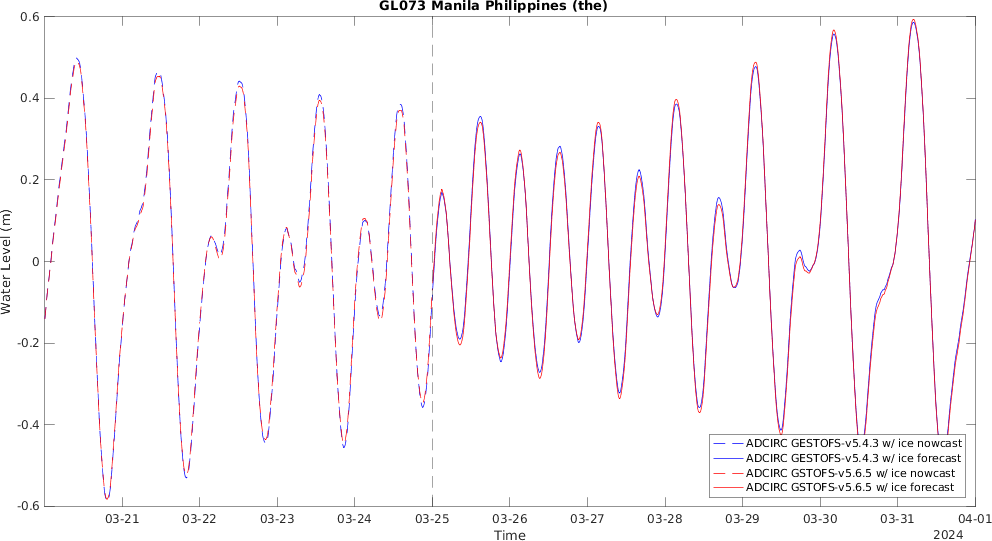 GL073 Manila Philippines (the)
0.6
0.4
0.2
0
-0.2
-0.4
-0.6
Water Level (m)
ADCIRC GESTOFS-v5.4.3 w/ ice nowcast
ADCIRC GESTOFS-v5.4.3 w/ ice forecast
ADCIRC GSTOFS-v5.6.5 w/ ice nowcast
ADCIRC GSTOFS-v5.6.5 w/ ice forecast
03-21 03-22 03-23 03-24 03-25 03-26 03-27 03-28 03-29 03-30 03-31 04-01
Time
2024